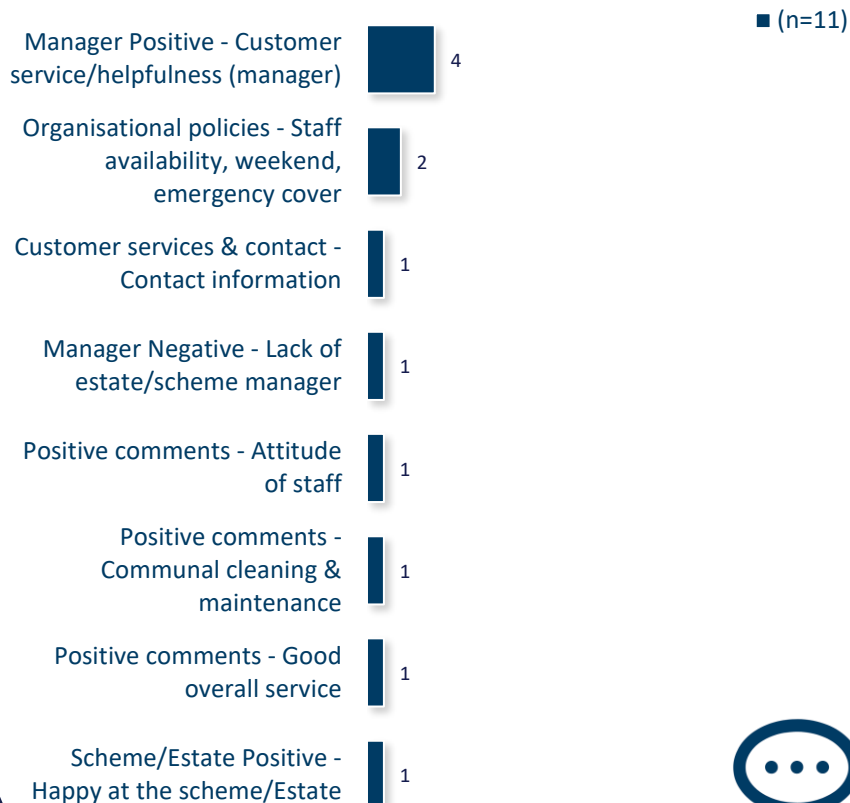 ■ (n=11)
Manager Positive - Customer
service/helpfulness (manager)
4
Organisational policies - Staff
availability, weekend,
emergency cover
2
Customer services & contact -
Contact information
1
Manager Negative - Lack of
estate/scheme manager
1
Positive comments - Attitude
of staff
1
Positive comments -
Communal cleaning &
maintenance
1
Positive comments - Good
overall service
1
Scheme/Estate Positive -
Happy at the scheme/Estate
1